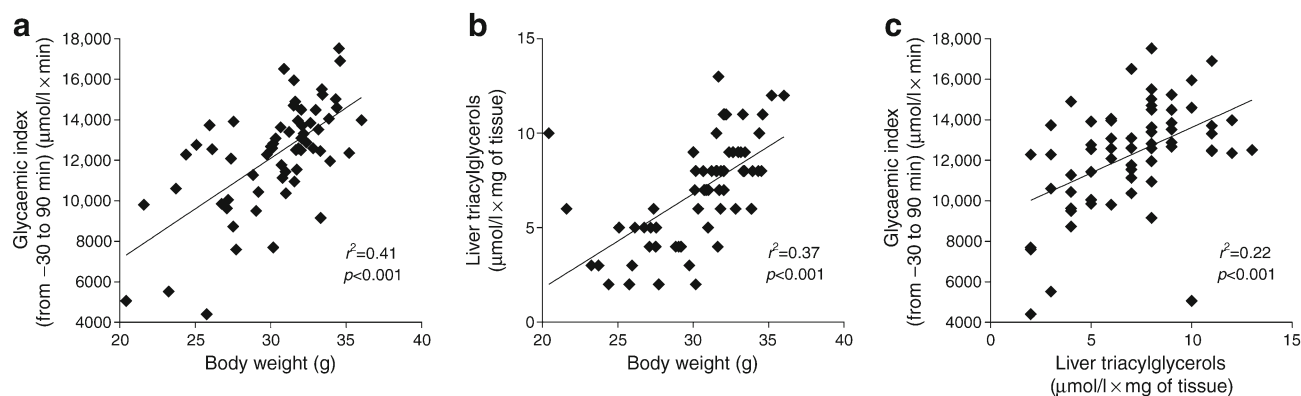 a
18,000
16,000
14,000
12,000
10,000
8000
6000
4000
Glycaemic index
(from −30 to 90 min) (μmol/l × min)
20
25
30
35
40
Body weight (g)
r²=0.41
p<0.001
b
15
10
5
0
Liver triacylglycerols
(μmol/l × mg of tissue)
20
25
30
35
40
Body weight (g)
r²=0.37
p<0.001
c
18,000
16,000
14,000
12,000
10,000
8000
6000
4000
Glycaemic index
(from −30 to 90 min) (μmol/l × min)
0
5
10
15
Liver triacylglycerols
(μmol/l × mg of tissue)
r²=0.22
p<0.001